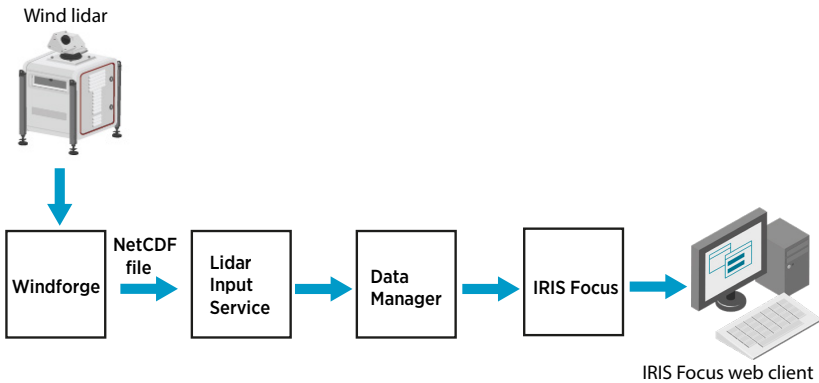 Wind lidar
Windforge
NetCDF
file
Lidar
Input
Service
Data
Manager
IRIS Focus
IRIS Focus web client